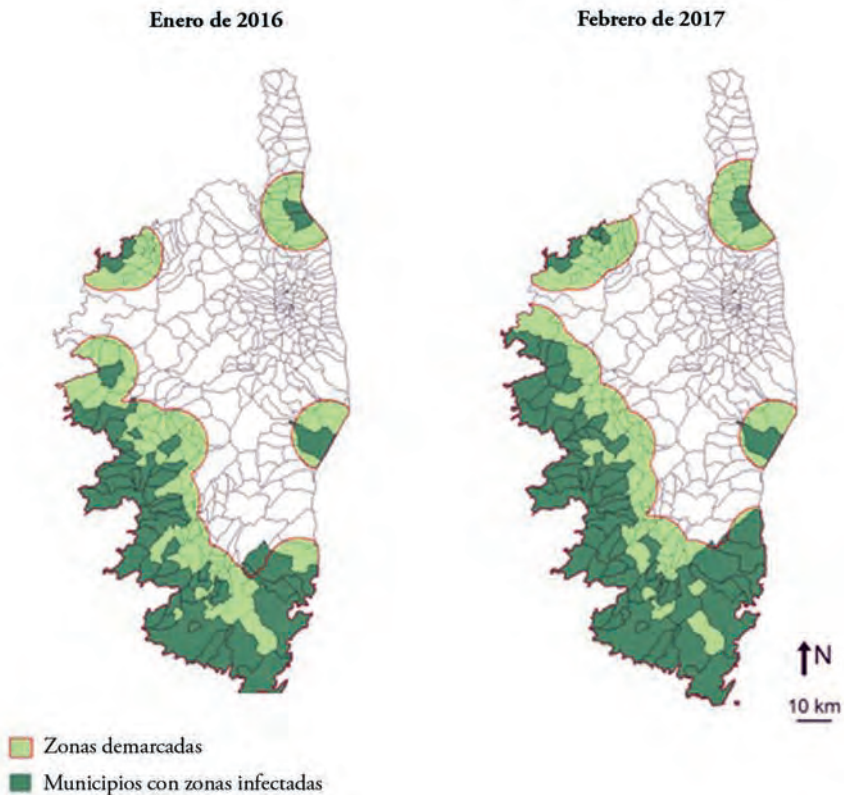 Enero de 2016
Febrero de 2017
N
10 km
Zonas demarcadas
Municipios con zonas infectadas